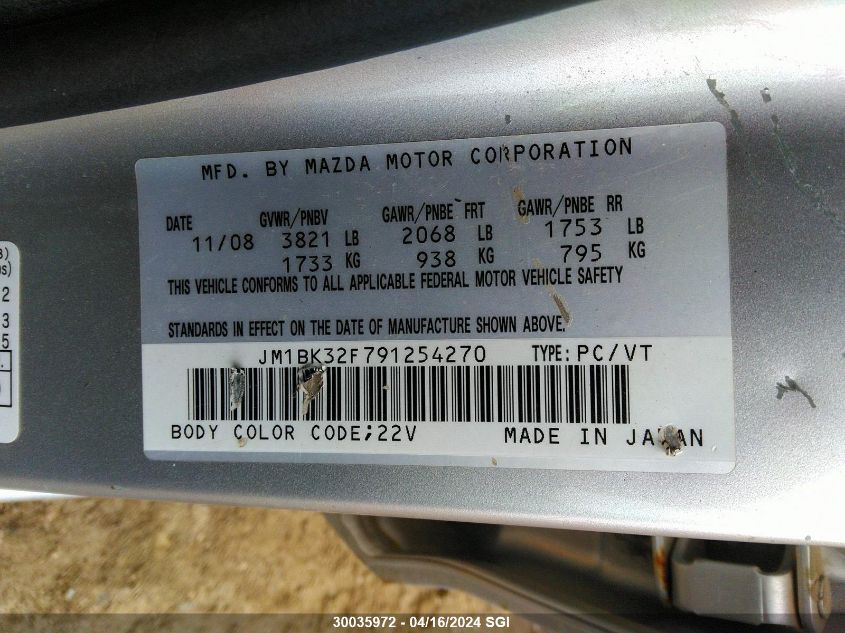 MFD. BY MAZDA MOTOR CORPORATION
DATE GVWR/PNBV GAWR/PNBE FRT GAWR/PNBE RR
11/08 3821 LB 2068 LB 1753 LB
1733 KG 938 KG 795 KG
THIS VEHICLE CONFORMS TO ALL APPLICABLE FEDERAL MOTOR VEHICLE SAFETY
STANDARDS IN EFFECT ON THE DATE OF MANUFACTURE SHOWN ABOVE.
JM1BK32F791254270 TYPE: PC/VT
BODY COLOR CODE;22V MADE IN JAPAN
2
3
5
30035972 - 04/16/2024 SGI